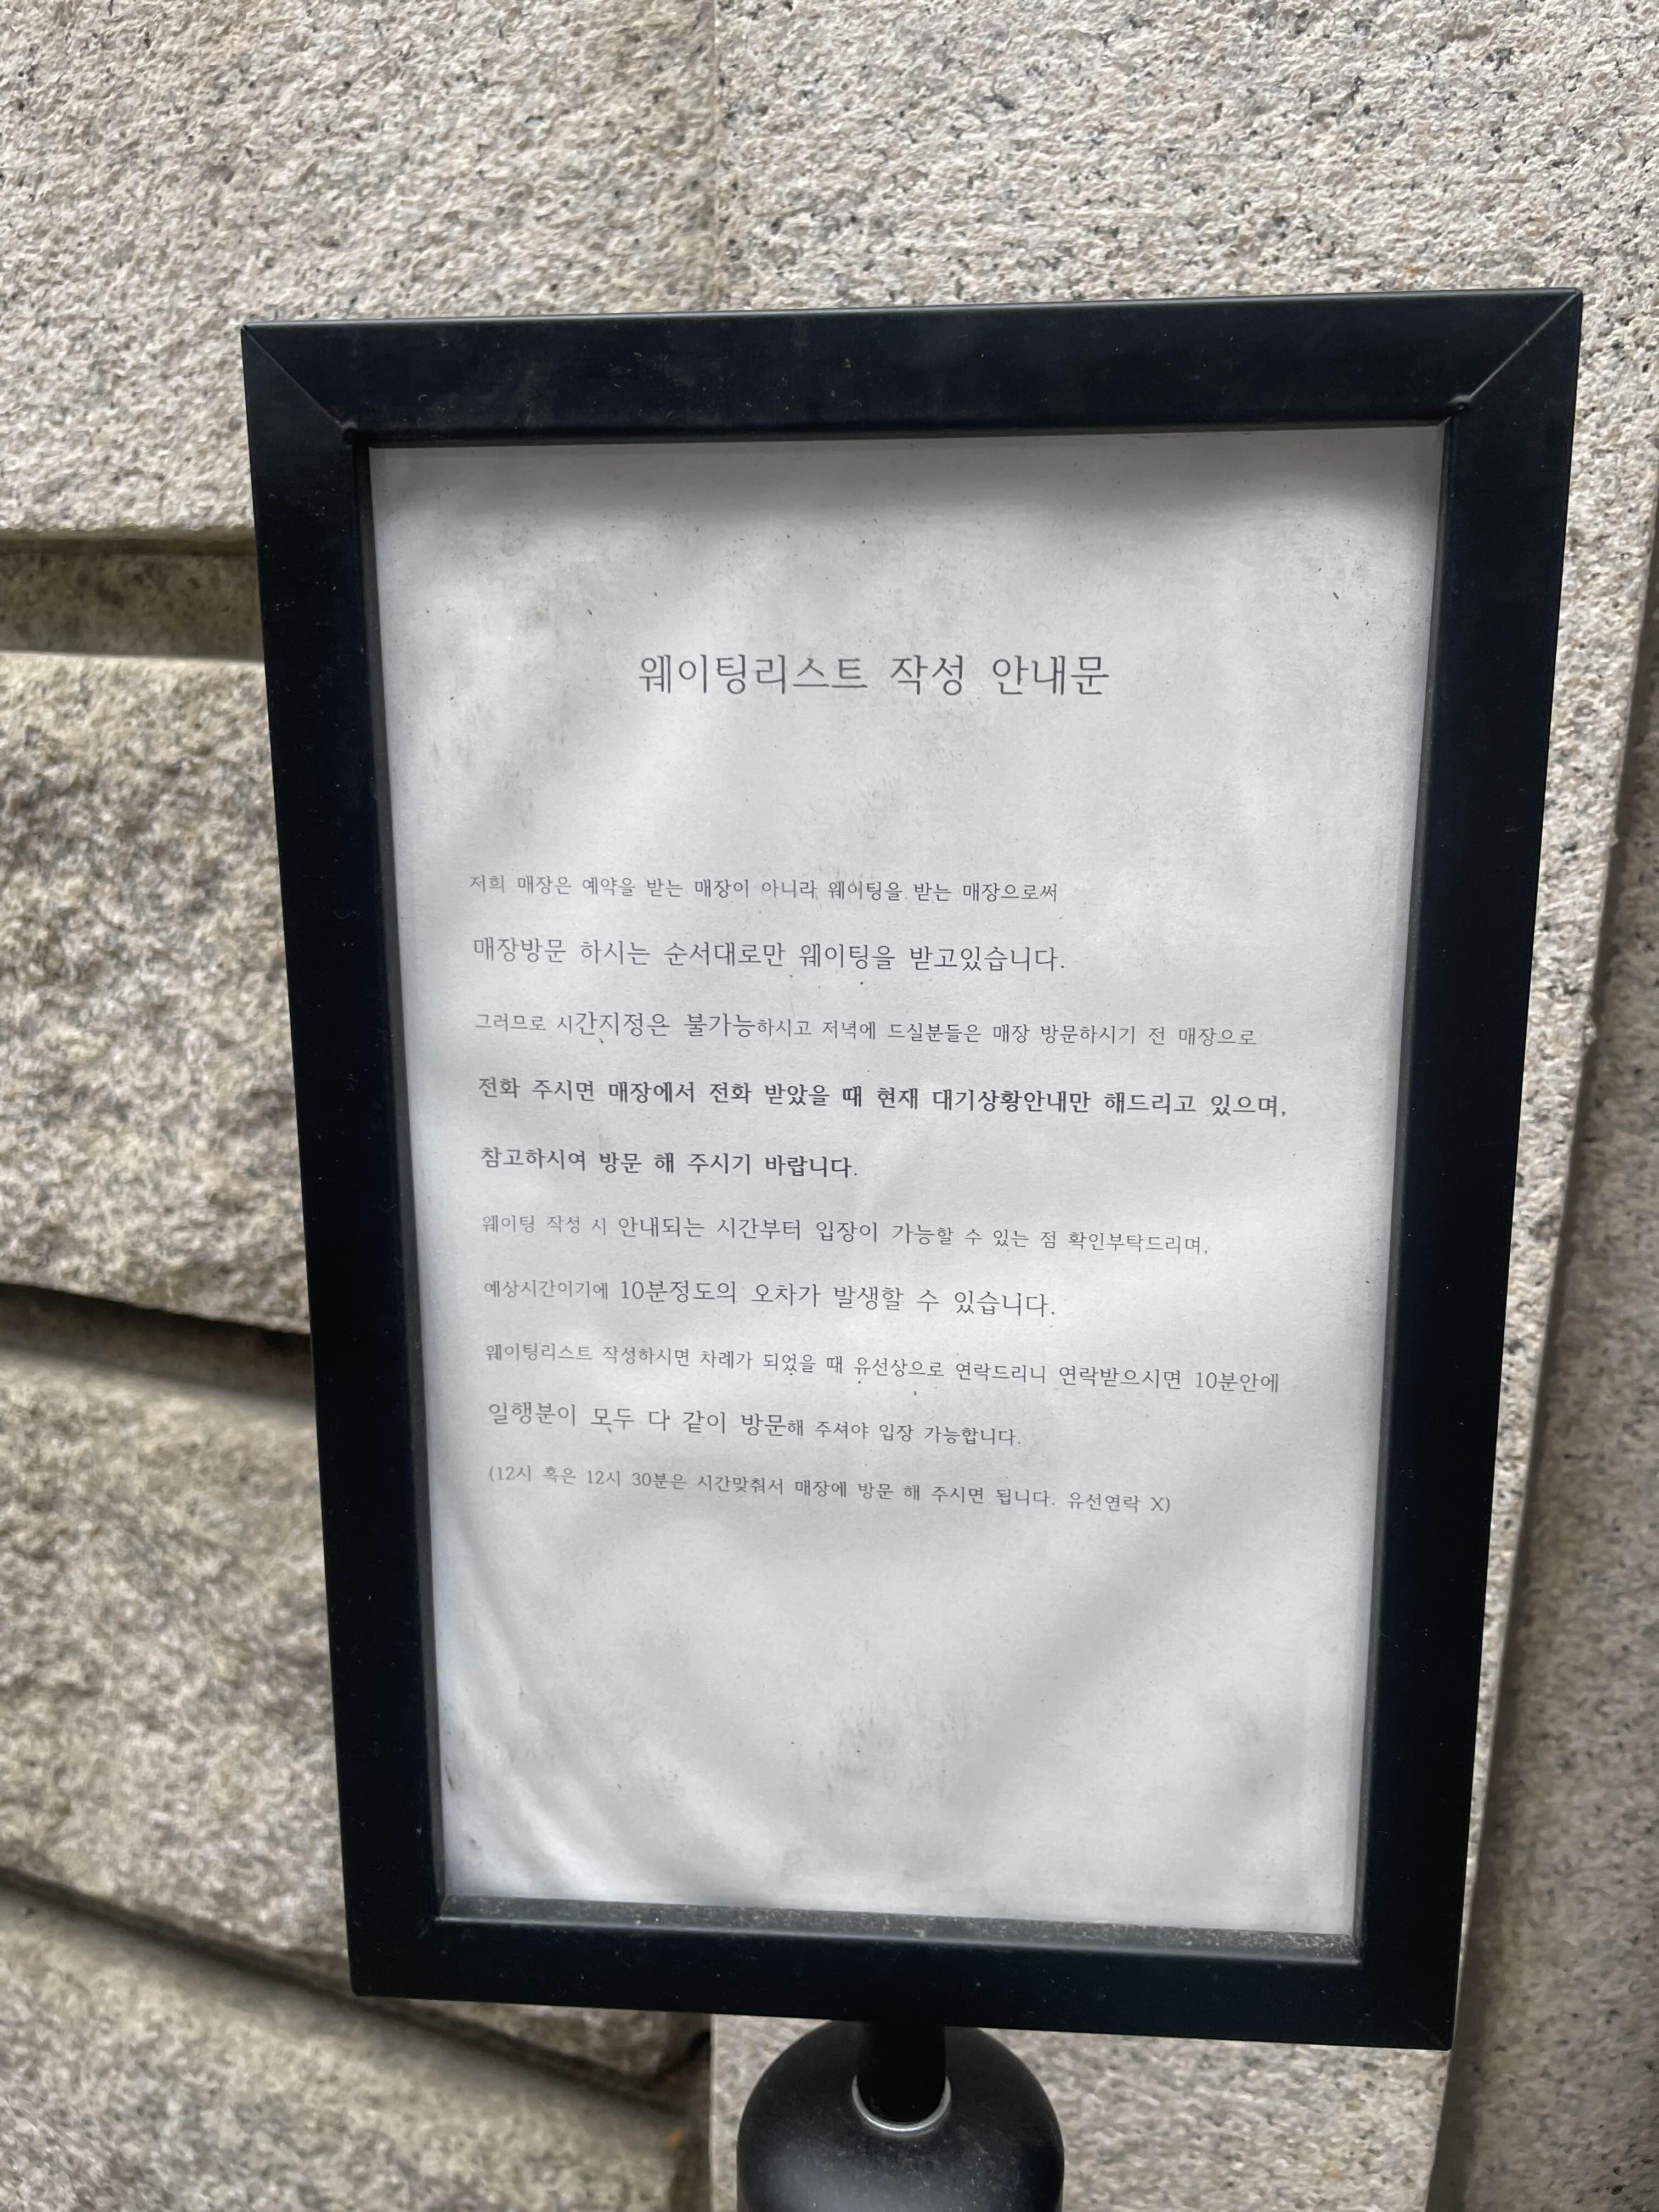 웨이팅리스트 작성 안내문
저희 매장은 예약을 받는 매장이 아니라 웨이팅을 받는 매장으로써
매장방문 하시는 순서대로만 웨이팅을 받고있습니다.
그러므로 시간지정은 불가능하시고 저녁에 드실분들은 매장 방문하시기 전 매장으로
전화 주시면 매장에서 전화 받았을 때 현재 대기상황안내만 해드리고 있으며,
참고하시여 방문 해 주시기 바랍니다.
웨이팅 작성 시 안내되는 시간부터 입장이 가능할 수 있는 점 확인부탁드리며,
예상시간이기에 10분정도의 오차가 발생할 수 있습니다.
웨이팅리스트 작성하시면 차례가 되었을 때 유선상으로 연락드리니 연락받으시면 10분안에
일행분이 모두 다 같이 방문해 주셔야 입장 가능합니다.
(12시 혹은 12시 30분은 시간맞춰서 매장에 방문 해 주시면 됩니다. 유선연락 X)